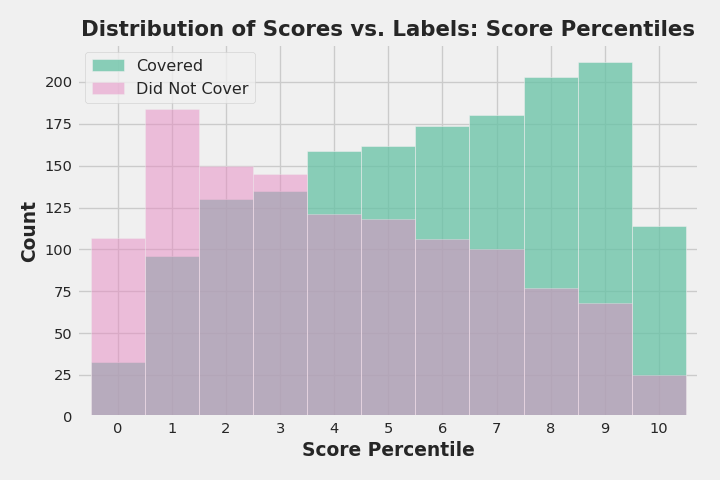 Distribution of Scores vs. Labels: Score Percentiles
Covered
Did Not Cover
200
175
150
125
100
75
50
25
0
Count
0 1 2 3 4 5 6 7 8 9 10
Score Percentile